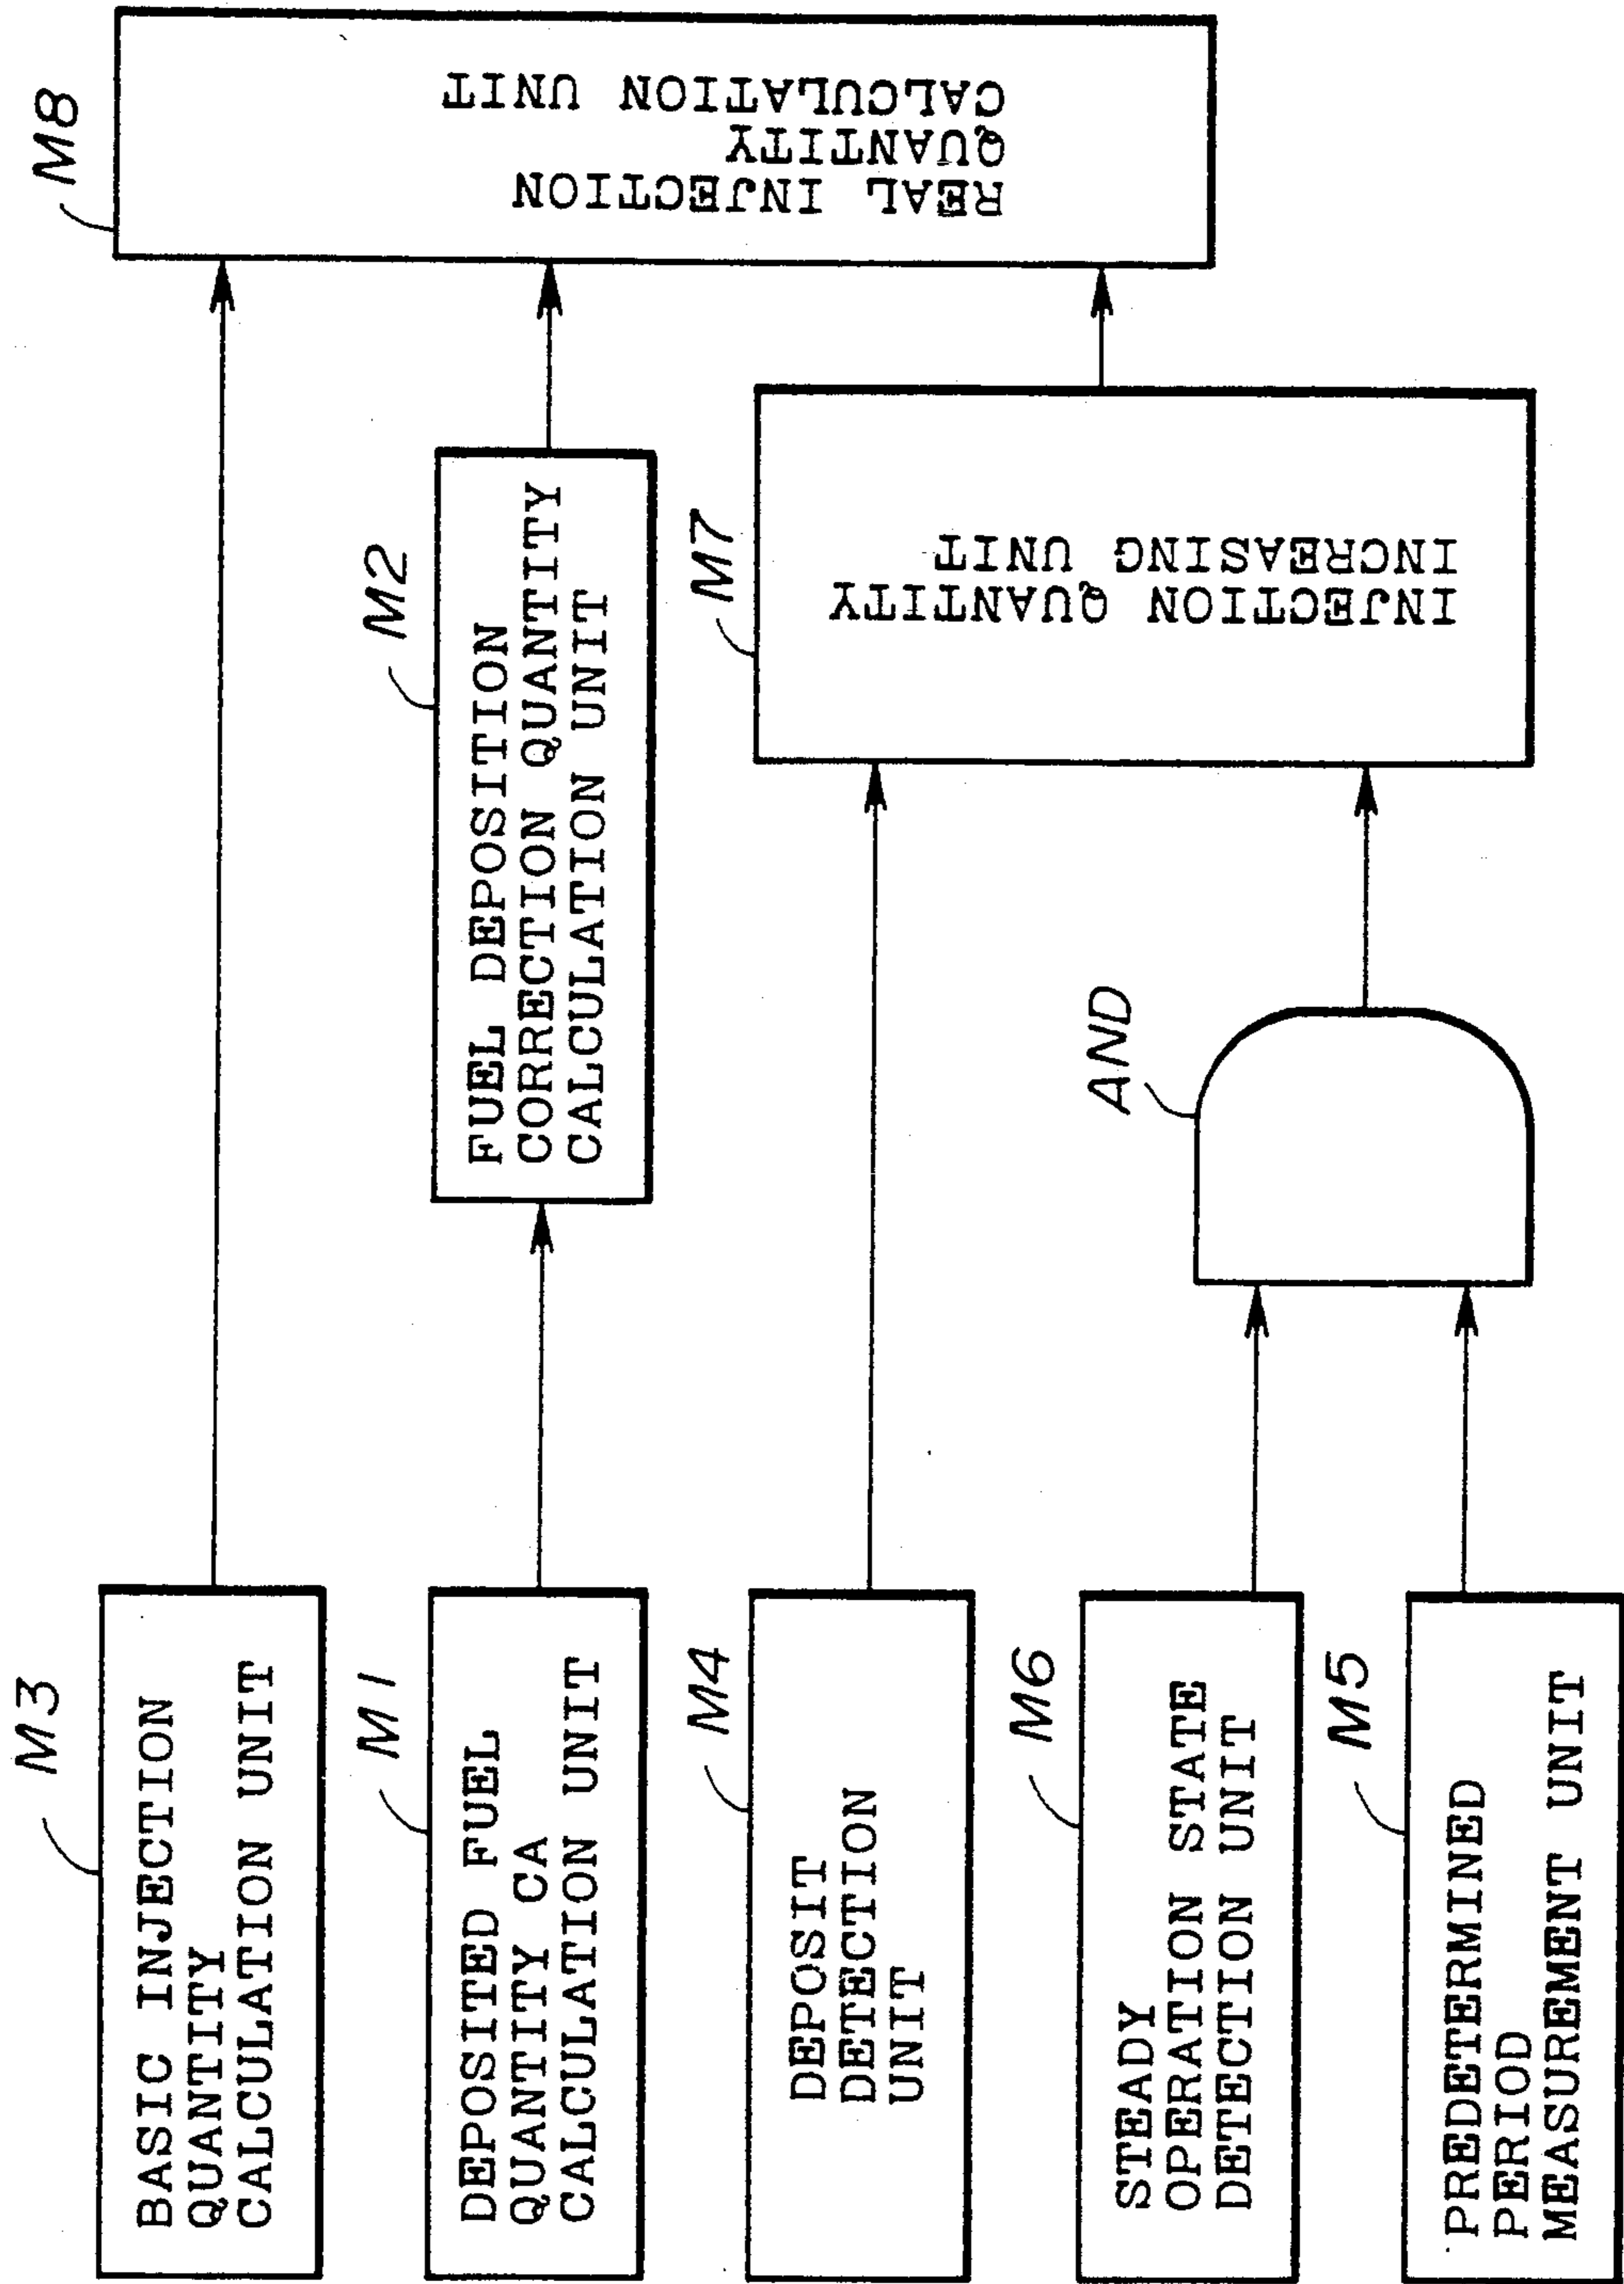 M3
BASIC INJECTION
QUANTITY
CALCULATION UNIT
M1
DEPOSITED FUEL
QUANTITY CA
CALCULATION UNIT
M4
DEPOSIT
DETECTION
UNIT
M6
STEADY
OPERATION STATE
DETECTION UNIT
M5
PREDETERMINED
PERIOD
MEASUREMENT UNIT
M2
FUEL DEPOSITION
CORRECTION QUANTITY
CALCULATION UNIT
AND
M7
INJECTION QUANTITY
INCREASING UNIT
M8
REAL INJECTION
QUANTITY
CALCULATION UNIT